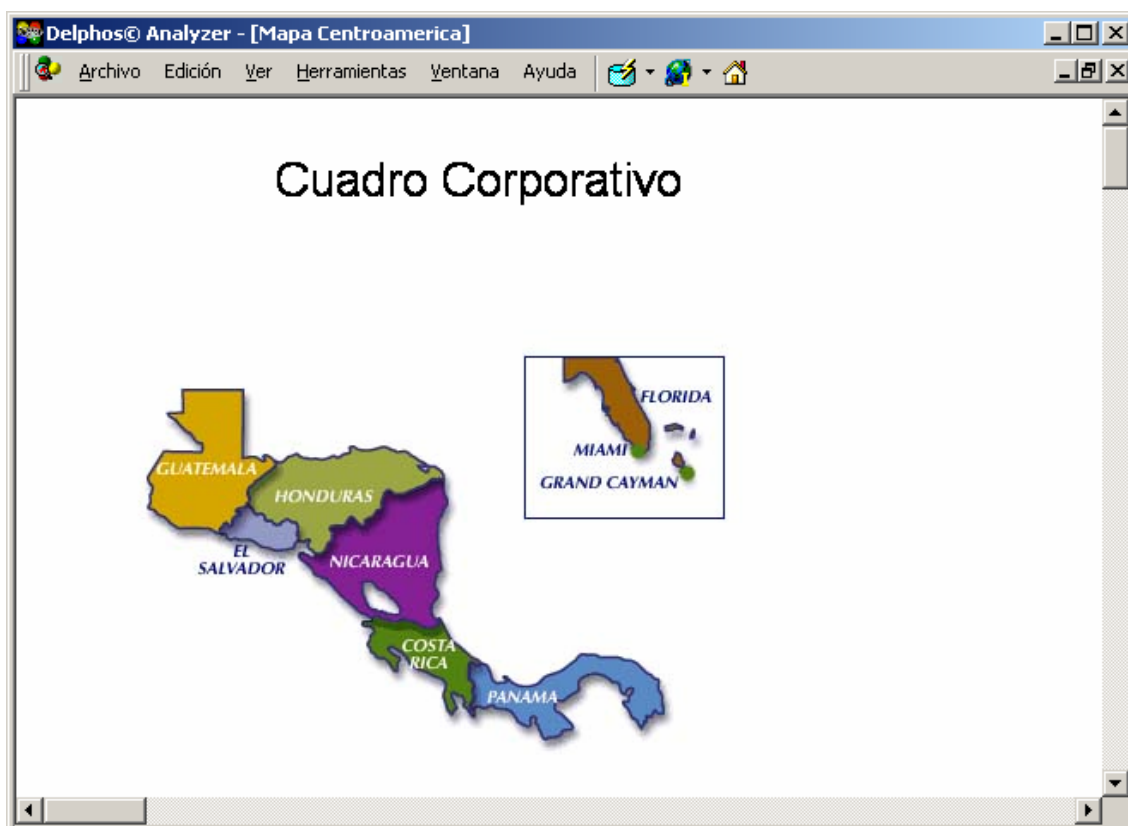 Delphos© Analyzer - [Mapa Centroamerica]
Archivo Edición Ver Herramientas Ventana Ayuda
Cuadro Corporativo
FLORIDA
MIAMI
GRAND CAYMAN
GUATEMALA
HONDURAS
EL
SALVADOR
NICARAGUA
COSTA
RICA
PANAMA